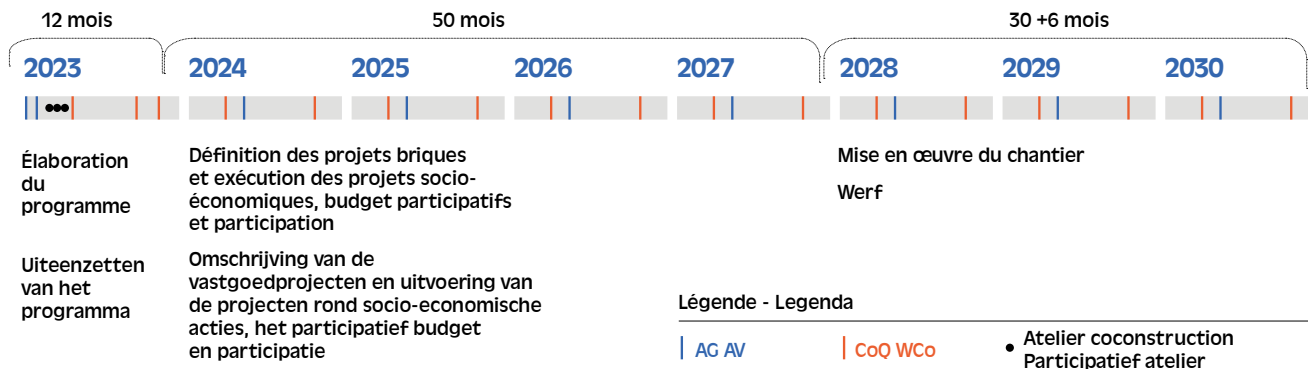 12 mois
50 mois
30 +6 mois
2023
2024
2025
2026
2027
2028
2029
2030
Élaboration
du
programme
Uiteenzetten
van het
programma
Définition des projets briques
et exécution des projets socio-
économiques, budget participatifs
et participation
Omschrijving van de
vastgoedprojecten en uitvoering van
de projecten rond socio-economische
acties, het participatief budget
en participatie
Mise en œuvre du chantier
Werf
Légende - Legenda
AG AV
CoQ WCo
Atelier coconstruction
Participatief atelier